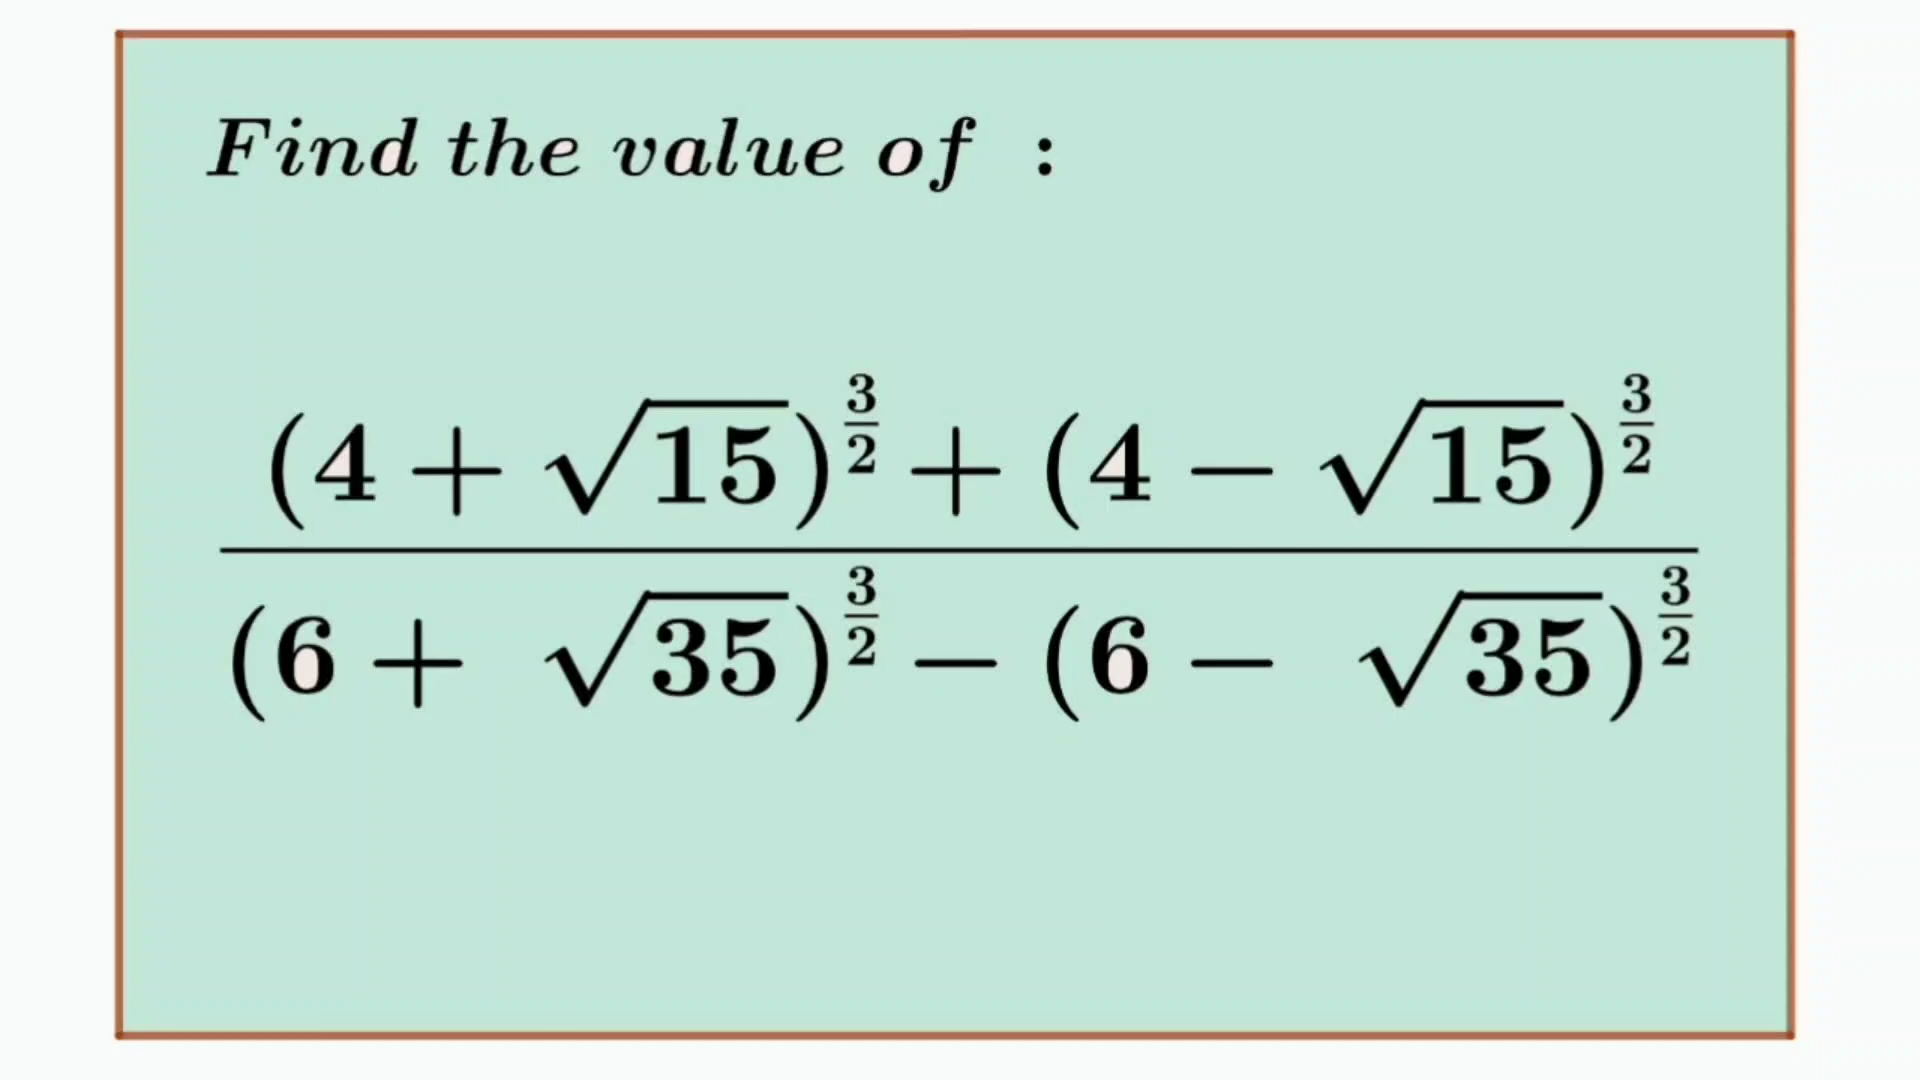 Find the value of :
(4 + √15)^(3/2) + (4 − √15)^(3/2)
(6 + √35)^(3/2) − (6 − √35)^(3/2)